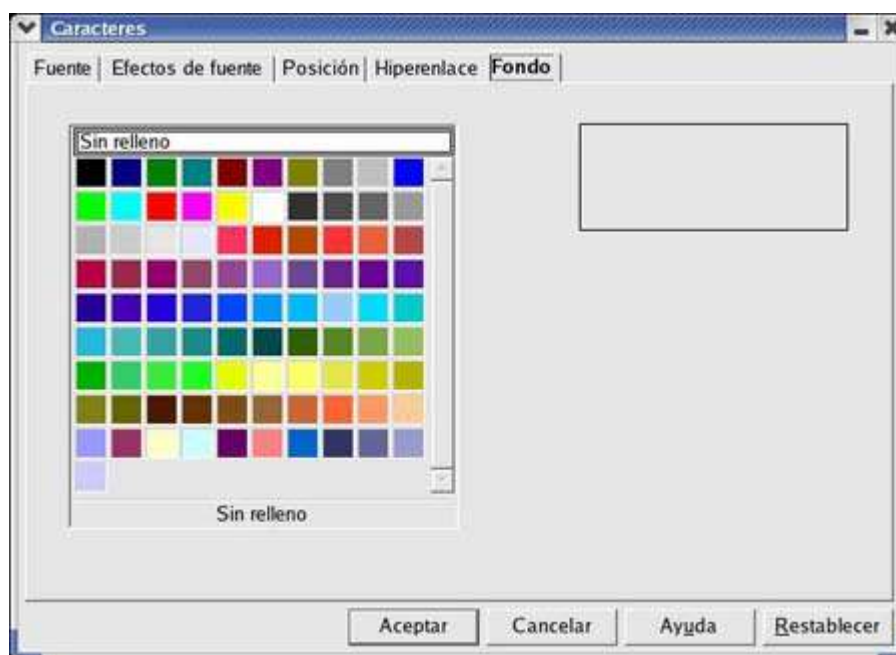 Caracteres
Fuente Efectos de fuente Posición Hiperenlace Fondo
Sin relleno
Sin relleno
Aceptar Cancelar Ayuda Restablecer